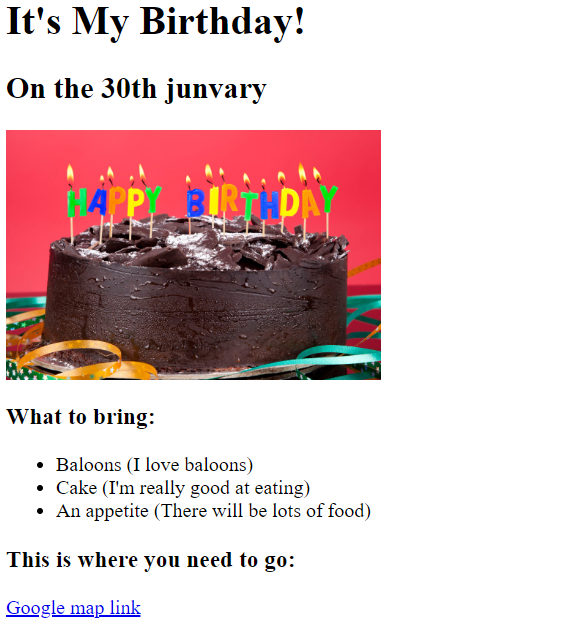 It's My Birthday!
On the 30th junvary
HAPPY BIRTHDAY
What to bring:
Baloons (I love baloons)
Cake (I'm really good at eating)
An appetite (There will be lots of food)
This is where you need to go:
Google map link